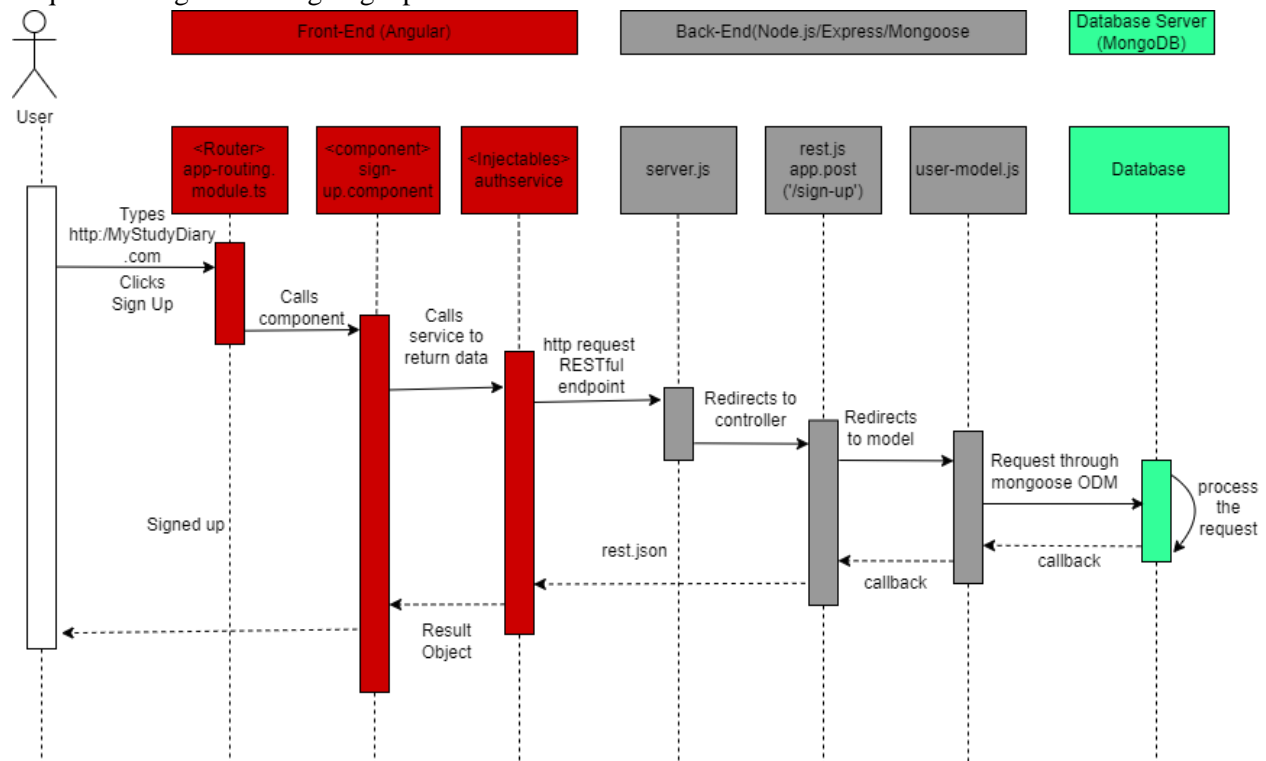 Front-End (Angular)
Back-End(Node.js/Express/Mongoose
Database Server
(MongoDB)
User
<Router>
app-routing.
module.ts
<component>
sign-
up.component
<Injectables>
authservice
server.js
rest.js
app.post
('/sign-up')
user-model.js
Database
Types
http:/MyStudyDiary
.com
Clicks
Sign Up
Calls
component
Calls
service to
return data
http request
RESTful
endpoint
Redirects to
controller
Redirects
to model
Request through
mongoose ODM
process
the
request
Signed up
rest.json
callback
callback
Result
Object